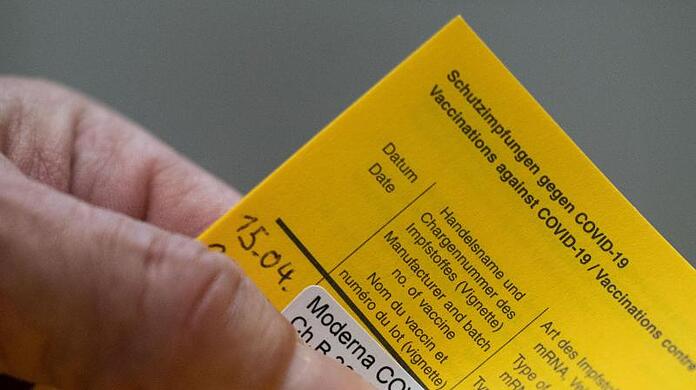 Schutzimpfungen gegen COVID-19
Vaccinations against COVID-19 / Vaccinations contre
Datum
Date
Handelsname und
Chargennummer des
Impfstoffes (Vignette)
Manufacturer and batch
no. of vaccine
Nom du vaccin et
numéro du lot (vignette)
Art des
mRNA,
Type of
15.04.
Moderna
Ch.B.